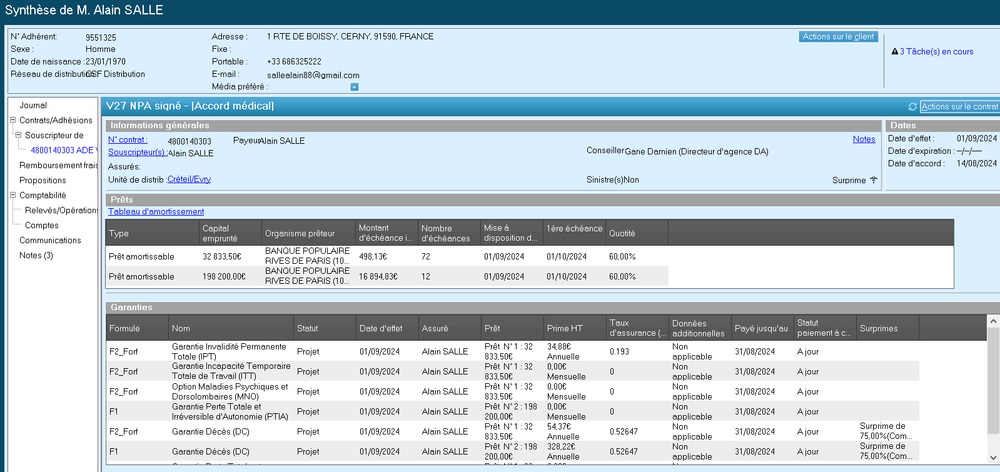 Synthèse de M. Alain SALLE
N° Adhérent: 9551325
Sexe : Homme
Date de naissance : 23/01/1970
Réseau de distribution : CSF Distribution
Adresse : 1 RTE DE BOISSY, CERNY, 91590, FRANCE
Fixe :
Portable : +33 686325222
E-mail : sallealain88@gmail.com
Média préféré :
Actions sur le client
3 Tâche(s) en cours
Journal
Contrats/Adhésions
Souscripteur de
4800140303 ADE V
Remboursement frais
Propositions
Comptabilité
Relevés/Opérations
Comptes
Communications
Notes (3)
V27 NPA signé - [Accord médical]
Actions sur le contrat
Informations générales
N° contrat : 4800140303 Payeur Alain SALLE Notes
Souscripteur(s) : Alain SALLE Conseiller Gane Damien (Directeur d'agence DA)
Assurés:
Unité de distrib : Créteil/Evry Sinistre(s) Non Surprime
Dates
Date d'effet : 01/09/2024
Date d'expiration : --/--/----
Date d'accord : 14/08/2024
Prêts
Tableau d'amortissement
Type Capital emprunté Organisme prêteur Montant d'échéance i... Nombre d'échéances Mise à disposition d... 1ère échéance Quotité
Prêt amortissable 32 833,50€ BANQUE POPULAIRE RIVES DE PARIS (10... 498,13€ 72 01/09/2024 01/10/2024 60,00%
Prêt amortissable 198 200,00€ BANQUE POPULAIRE RIVES DE PARIS (10... 16 894,83€ 12 01/09/2024 01/10/2024 60,00%
Garanties
Formule Nom Statut Date d'effet Assuré Prêt Prime HT Taux d'assurance (... Données additionnelles Payé jusqu'au Statut paiement à c... Surprimes
F2_Forf Garantie Invalidité Permanente Totale (IPT) Projet 01/09/2024 Alain SALLE Prêt N°1 : 32 833,50€ 34,88€ Annuelle 0.193 Non applicable 31/08/2024 A jour
F2_Forf Garantie Incapacité Temporaire Totale de Travail (ITT) Projet 01/09/2024 Alain SALLE Prêt N°1 : 32 833,50€ 0,00€ Mensuelle 0 Non applicable 31/08/2024 A jour
F2_Forf Option Maladies Psychiques et Dorsolombaires (MNO) Projet 01/09/2024 Alain SALLE Prêt N°1 : 32 833,50€ 0,00€ Mensuelle 0 Non applicable 31/08/2024 A jour
F1 Garantie Perte Totale et Irréversible d'Autonomie (PTIA) Projet 01/09/2024 Alain SALLE Prêt N°2 : 198 200,00€ 0,00€ Mensuelle 0 Non applicable 31/08/2024 A jour
F2_Forf Garantie Décès (DC) Projet 01/09/2024 Alain SALLE Prêt N°1 : 32 833,50€ 54,37€ Annuelle 0.52647 Non applicable 31/08/2024 A jour Surprime de 75,00%(Com...
F1 Garantie Décès (DC) Projet 01/09/2024 Alain SALLE Prêt N°2 : 198 200,00€ 328,22€ Annuelle 0.52647 Non applicable 31/08/2024 A jour Surprime de 75,00%(Com...